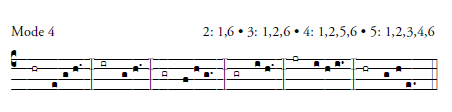 Mode 4 2: 1,6 • 3: 1,2,6 • 4: 1,2,5,6 • 5: 1,2,3,4,6